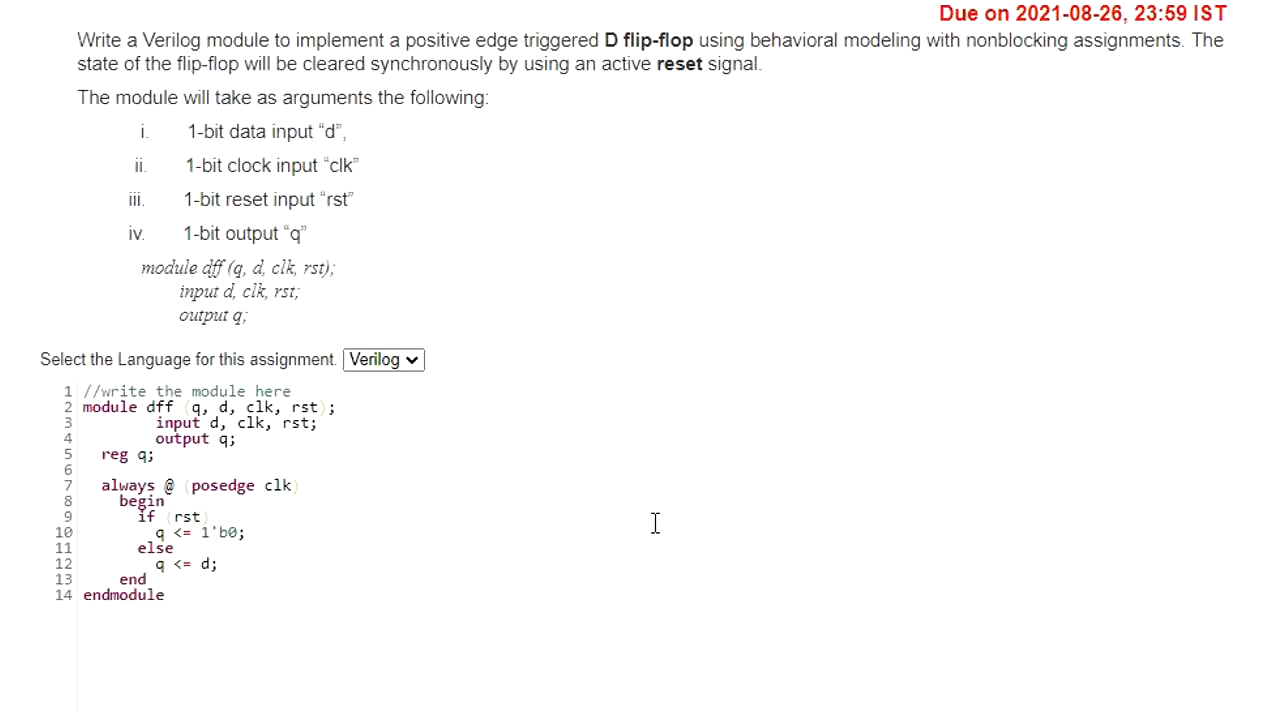 Due on 2021-08-26, 23:59 IST
Write a Verilog module to implement a positive edge triggered D flip-flop using behavioral modeling with nonblocking assignments. The
state of the flip-flop will be cleared synchronously by using an active reset signal.
The module will take as arguments the following:
i. 1-bit data input “d”,
ii. 1-bit clock input “clk”
iii. 1-bit reset input “rst”
iv. 1-bit output “q”
module dff (q, d, clk, rst);
input d, clk, rst;
output q;
Select the Language for this assignment. Verilog
1 //write the module here
2 module dff (q, d, clk, rst);
3 input d, clk, rst;
4 output q;
5 reg q;
6
7 always @ (posedge clk)
8 begin
9 if (rst)
10 q <= 1'b0;
11 else
12 q <= d;
13 end
14 endmodule